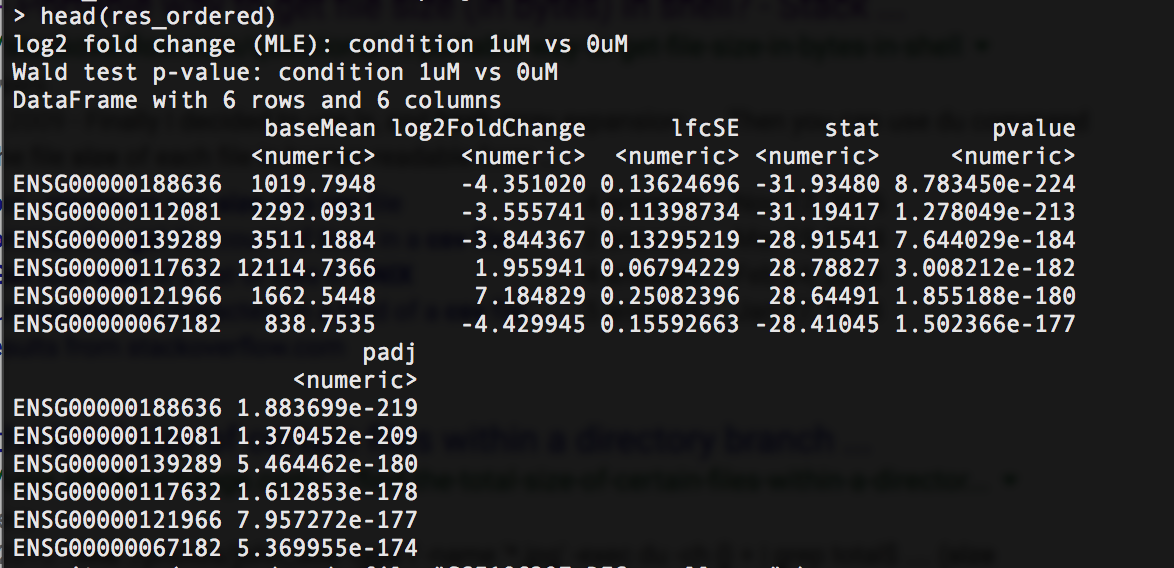 > head(res_ordered)
log2 fold change (MLE): condition 1uM vs 0uM
Wald test p-value: condition 1uM vs 0uM
DataFrame with 6 rows and 6 columns
baseMean log2FoldChange lfcSE stat pvalue
<numeric> <numeric> <numeric> <numeric> <numeric>
ENSG00000188636 1019.7948 -4.351020 0.13624696 -31.93480 8.783450e-224
ENSG00000112081 2292.0931 -3.555741 0.11398734 -31.19417 1.278049e-213
ENSG00000139289 3511.1884 -3.844367 0.13295219 -28.91541 7.644029e-184
ENSG00000117632 12114.7366 1.955941 0.06794229 28.78827 3.008212e-182
ENSG00000121966 1662.5448 7.184829 0.25082396 28.64491 1.855188e-180
ENSG00000067182 838.7535 -4.429945 0.15592663 -28.41045 1.502366e-177
padj
<numeric>
ENSG00000188636 1.883699e-219
ENSG00000112081 1.370452e-209
ENSG00000139289 5.464462e-180
ENSG00000117632 1.612853e-178
ENSG00000121966 7.957272e-177
ENSG00000067182 5.369955e-174
within a directory branch ...